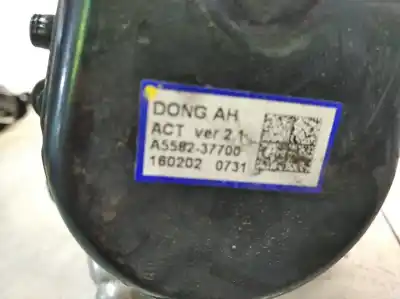 DONG AH
ACT ver 2.1
A5582-37700
160202 0731